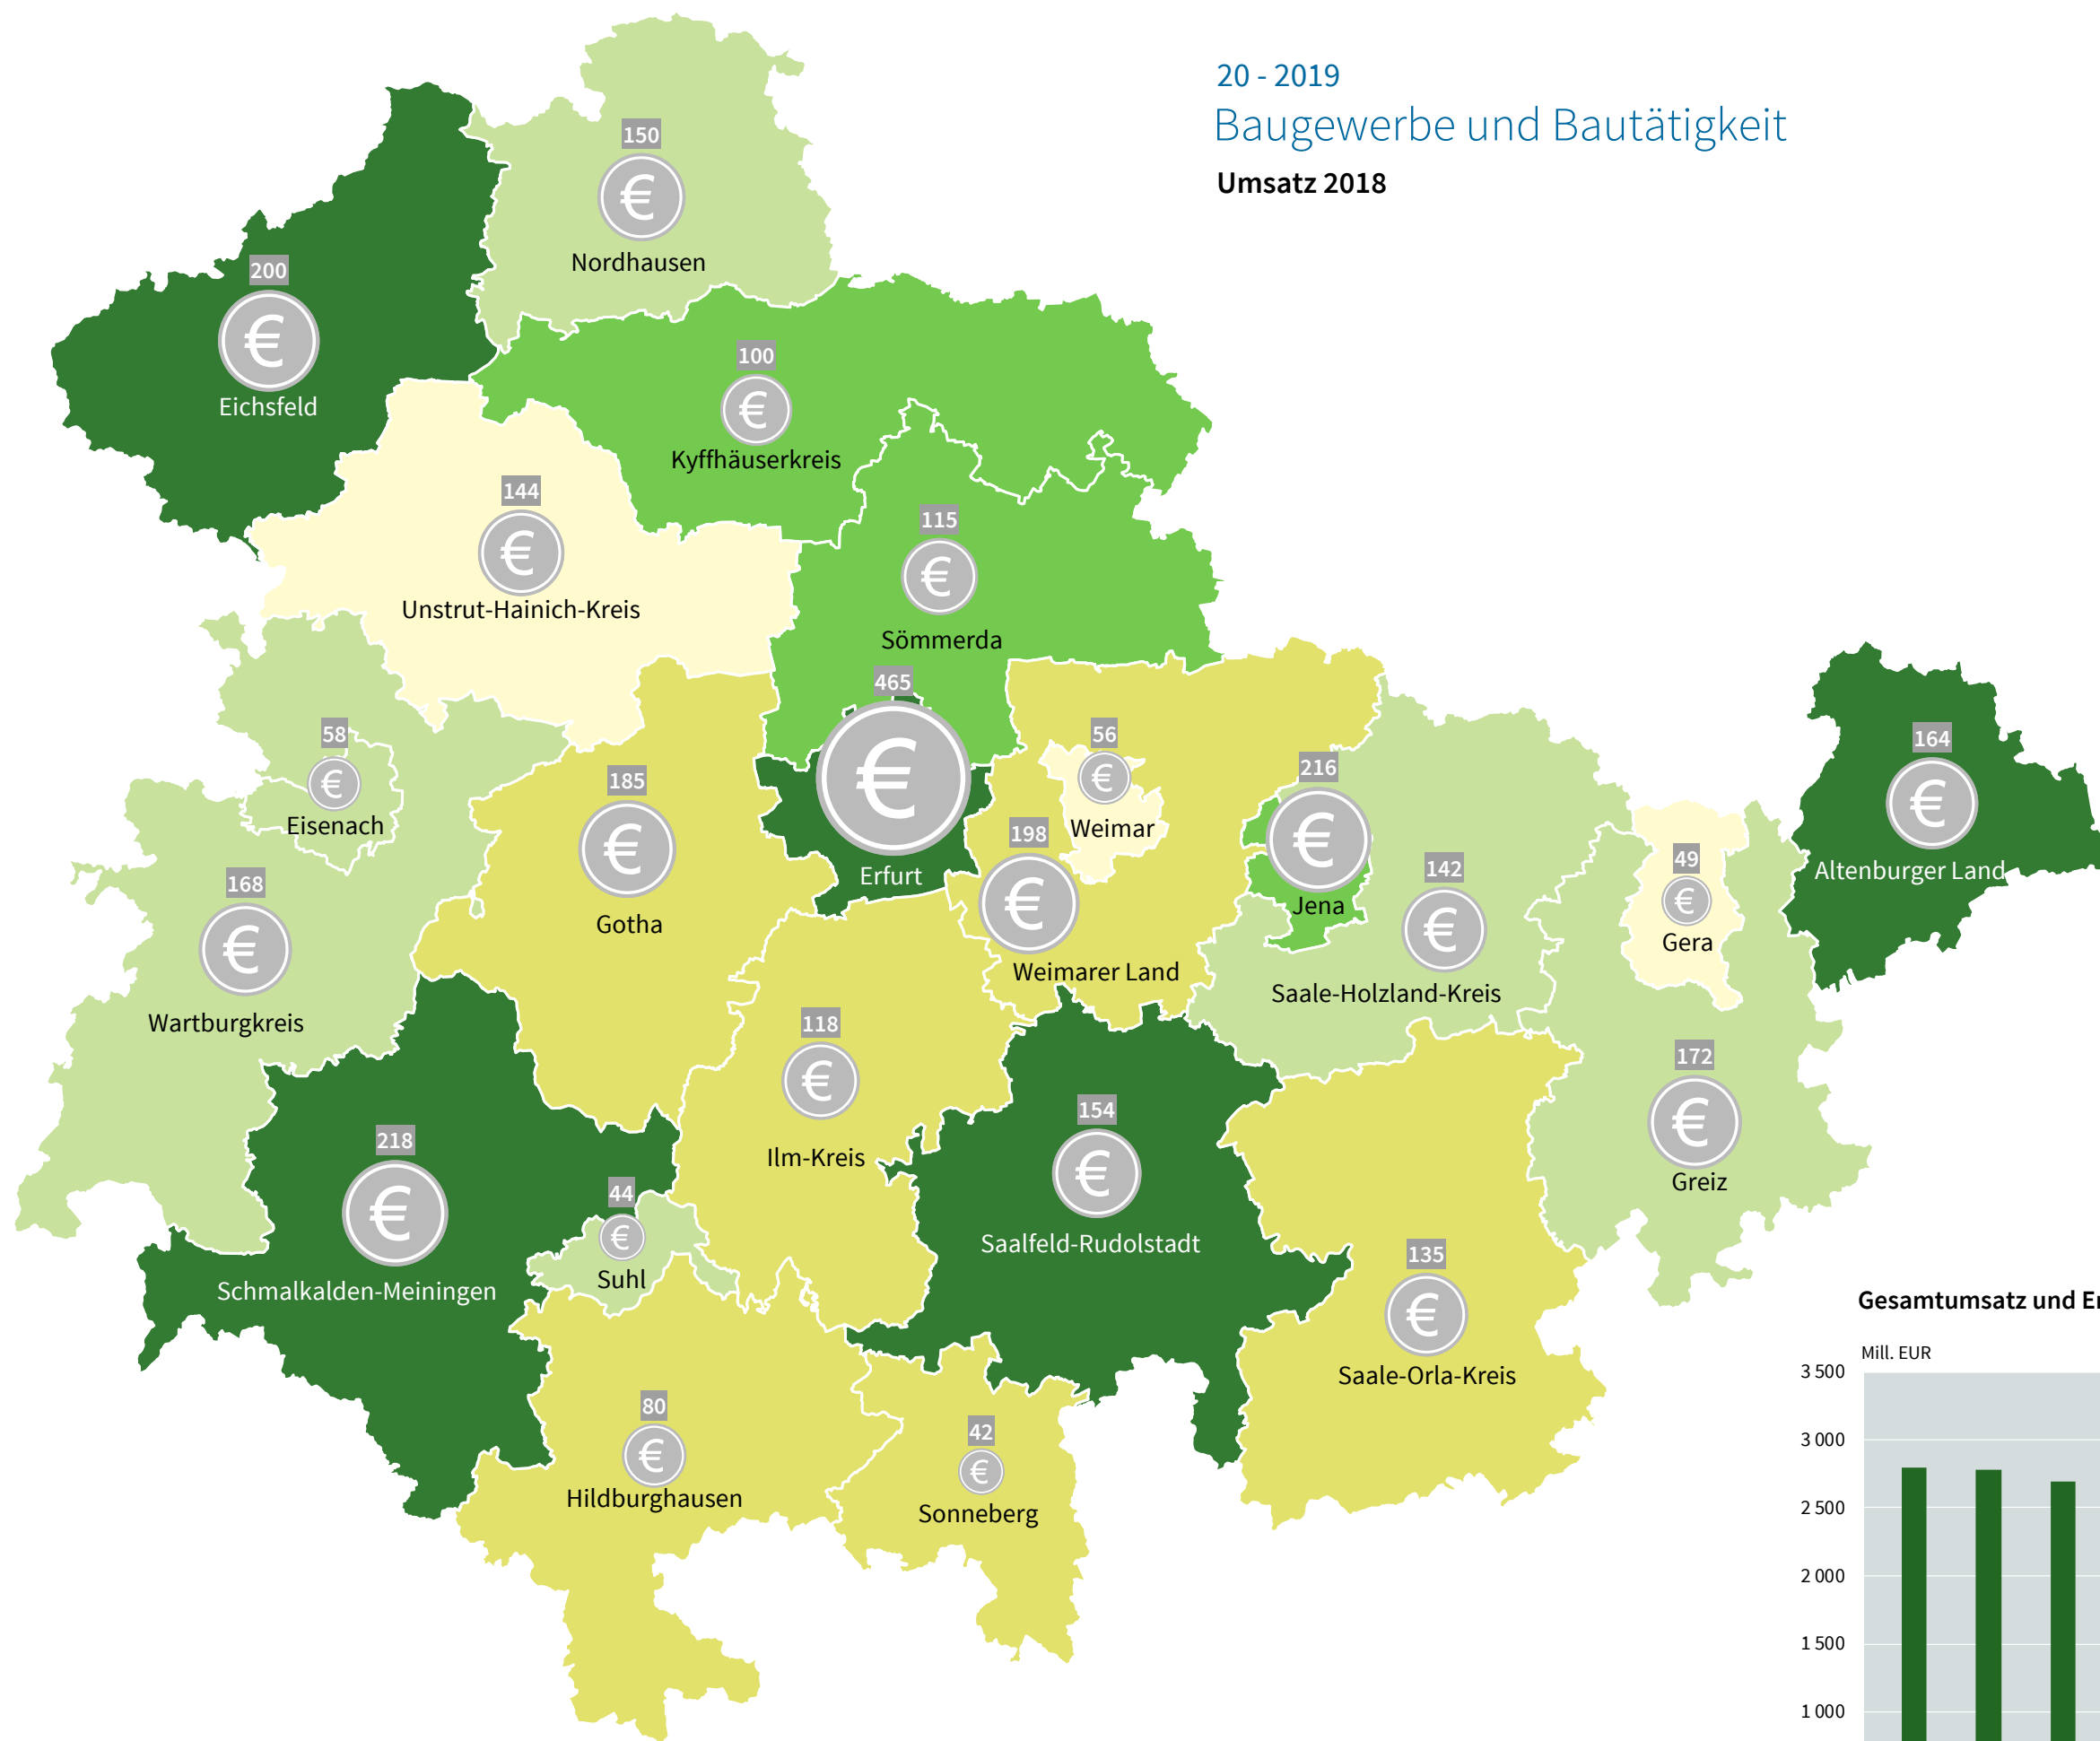 20 - 2019
Baugewerbe und Bautätigkeit
Umsatz 2018
150
€
Nordhausen
200
€
Eichsfeld
100
€
Kyffhäuserkreis
144
€
Unstrut-Hainich-Kreis
115
€
Sömmerda
465
€
Erfurt
58
€
Eisenach
185
€
Gotha
56
€
Weimar
198
€
Weimarer Land
216
€
Jena
142
€
Saale-Holzland-Kreis
49
€
Gera
164
€
Altenburger Land
168
€
Wartburgkreis
118
€
Ilm-Kreis
172
€
Greiz
154
€
Saalfeld-Rudolstadt
218
€
Schmalkalden-Meiningen
44
€
Suhl
135
€
Saale-Orla-Kreis
80
€
Hildburghausen
42
€
Sonneberg
Gesamtumsatz und
Mill. EUR
3 500
3 000
2 500
2 000
1 500
1 000